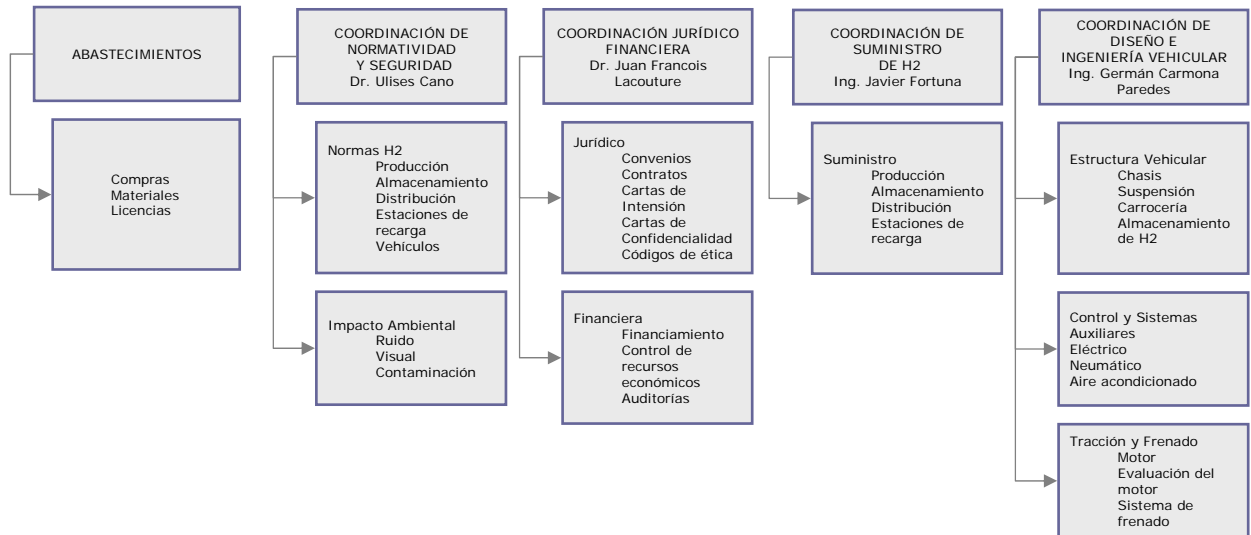 ABASTECIMIENTOS
Compras
Materiales
Licencias
COORDINACIÓN DE
NORMATIVIDAD
Y SEGURIDAD
Dr. Ulises Cano
Normas H2
Producción
Almacenamiento
Distribución
Estaciones de
recarga
Vehículos
Impacto Ambiental
Ruido
Visual
Contaminación
COORDINACIÓN JURÍDICO
FINANCIERA
Dr. Juan Francois
Lacouture
Jurídico
Convenios
Contratos
Cartas de
Intensión
Cartas de
Confidencialidad
Códigos de ética
Financiera
Financiamiento
Control de
recursos
económicos
Auditorías
COORDINACIÓN DE
SUMINISTRO
DE H2
Ing. Javier Fortuna
Suministro
Producción
Almacenamiento
Distribución
Estaciones de
recarga
COORDINACIÓN DE
DISEÑO E
INGENIERÍA VEHICULAR
Ing. Germán Carmona
Paredes
Estructura Vehicular
Chasis
Suspensión
Carrocería
Almacenamiento
de H2
Control y Sistemas
Auxiliares
Eléctrico
Neumático
Aire acondicionado
Tracción y Frenado
Motor
Evaluación del
motor
Sistema de
frenado